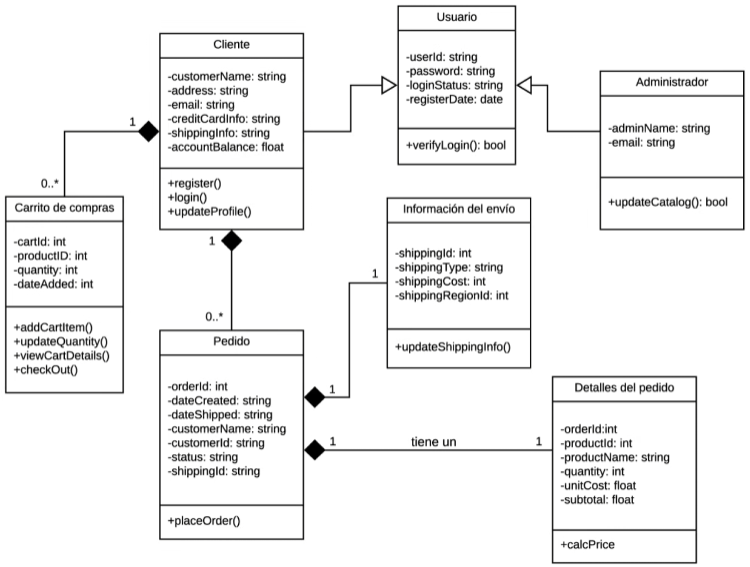 Usuario
-userId: string
-password: string
-loginStatus: string
-registerDate: date
+verifyLogin(): bool
Cliente
-customerName: string
-address: string
-email: string
-creditCardInfo: string
-shippingInfo: string
-accountBalance: float
+register()
+login()
+updateProfile()
Administrador
-adminName: string
-email: string
+updateCatalog(): bool
1
0..*
Carrito de compras
-cartId: int
-productID: int
-quantity: int
-dateAdded: int
+addCartItem()
+updateQuantity()
+viewCartDetails()
+checkOut()
1
0..*
Información del envío
-shippingId: int
-shippingType: string
-shippingCost: int
-shippingRegionId: int
+updateShippingInfo()
1
1
Pedido
-orderId: int
-dateCreated: string
-dateShipped: string
-customerName: string
-customerId: string
-status: string
-shippingId: string
+placeOrder()
1
tiene un
1
Detalles del pedido
-orderId:int
-productId: int
-productName: string
-quantity: int
-unitCost: float
-subtotal: float
+calcPrice